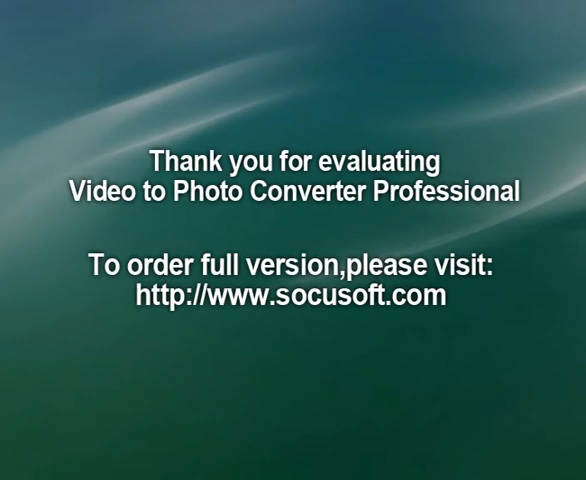 Thank you for evaluating
Video to Photo Converter Professional
To order full version,please visit:
http://www.socusoft.com